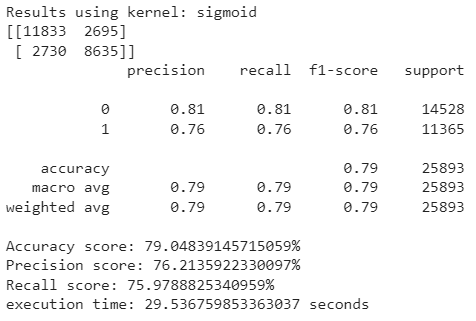 Results using kernel: sigmoid
[[11833 2695]
[ 2730 8635]]
precision recall f1-score support
0 0.81 0.81 0.81 14528
1 0.76 0.76 0.76 11365
accuracy 0.79 25893
macro avg 0.79 0.79 0.79 25893
weighted avg 0.79 0.79 0.79 25893
Accuracy score: 79.04839145715059%
Precision score: 76.2135922330097%
Recall score: 75.9788825340959%
execution time: 29.536759853363037 seconds